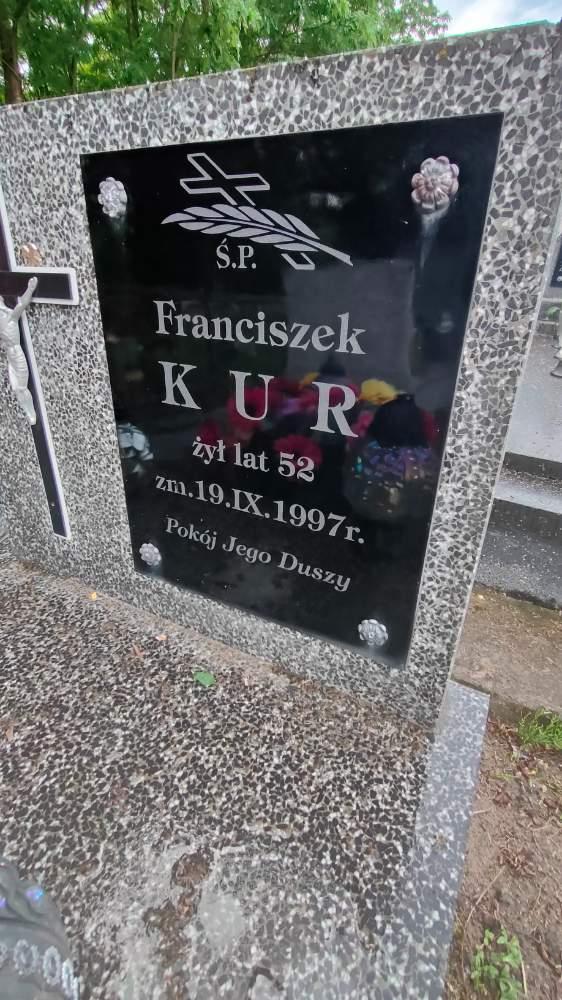 Ś.P.
Franciszek
KUR
żył lat 52
zm.19.IX.1997r.
Pokój Jego Duszy